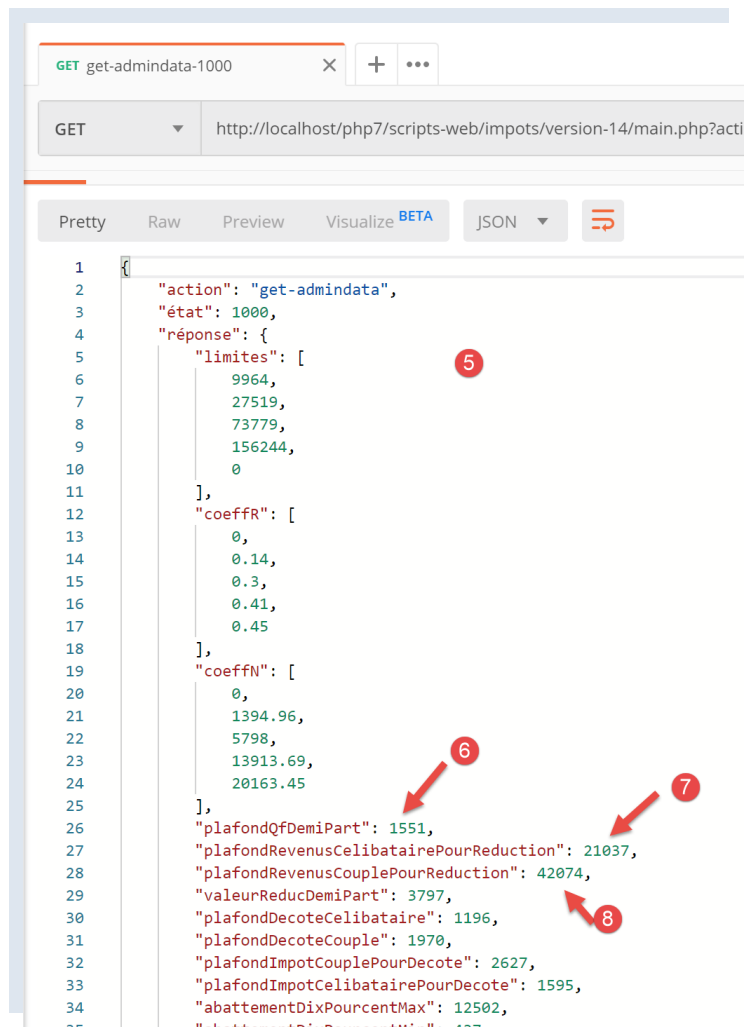 GET get-admindata-1000
GET http://localhost/php7/scripts-web/impots/version-14/main.php?acti
Pretty Raw Preview Visualize BETA JSON
1 {
2 "action": "get-admindata",
3 "état": 1000,
4 "réponse": {
5 "limites": [
5
6 9964,
7 27519,
8 73779,
9 156244,
10 0
11 ],
12 "coeffR": [
13 0,
14 0.14,
15 0.3,
16 0.41,
17 0.45
18 ],
19 "coeffN": [
20 0,
21 1394.96,
22 5798,
23 13913.69,
24 20163.45
6
7
25 ],
26 "plafondQfDemiPart": 1551,
27 "plafondRevenusCelibatairePourReduction": 21037,
28 "plafondRevenusCouplePourReduction": 42074,
29 "valeurReducDemiPart": 3797,
30 "plafondDecoteCelibataire": 1196,
8
31 "plafondDecoteCouple": 1970,
32 "plafondImpotCouplePourDecote": 2627,
33 "plafondImpotCelibatairePourDecote": 1595,
34 "abattementDixPourcentMax": 12502,